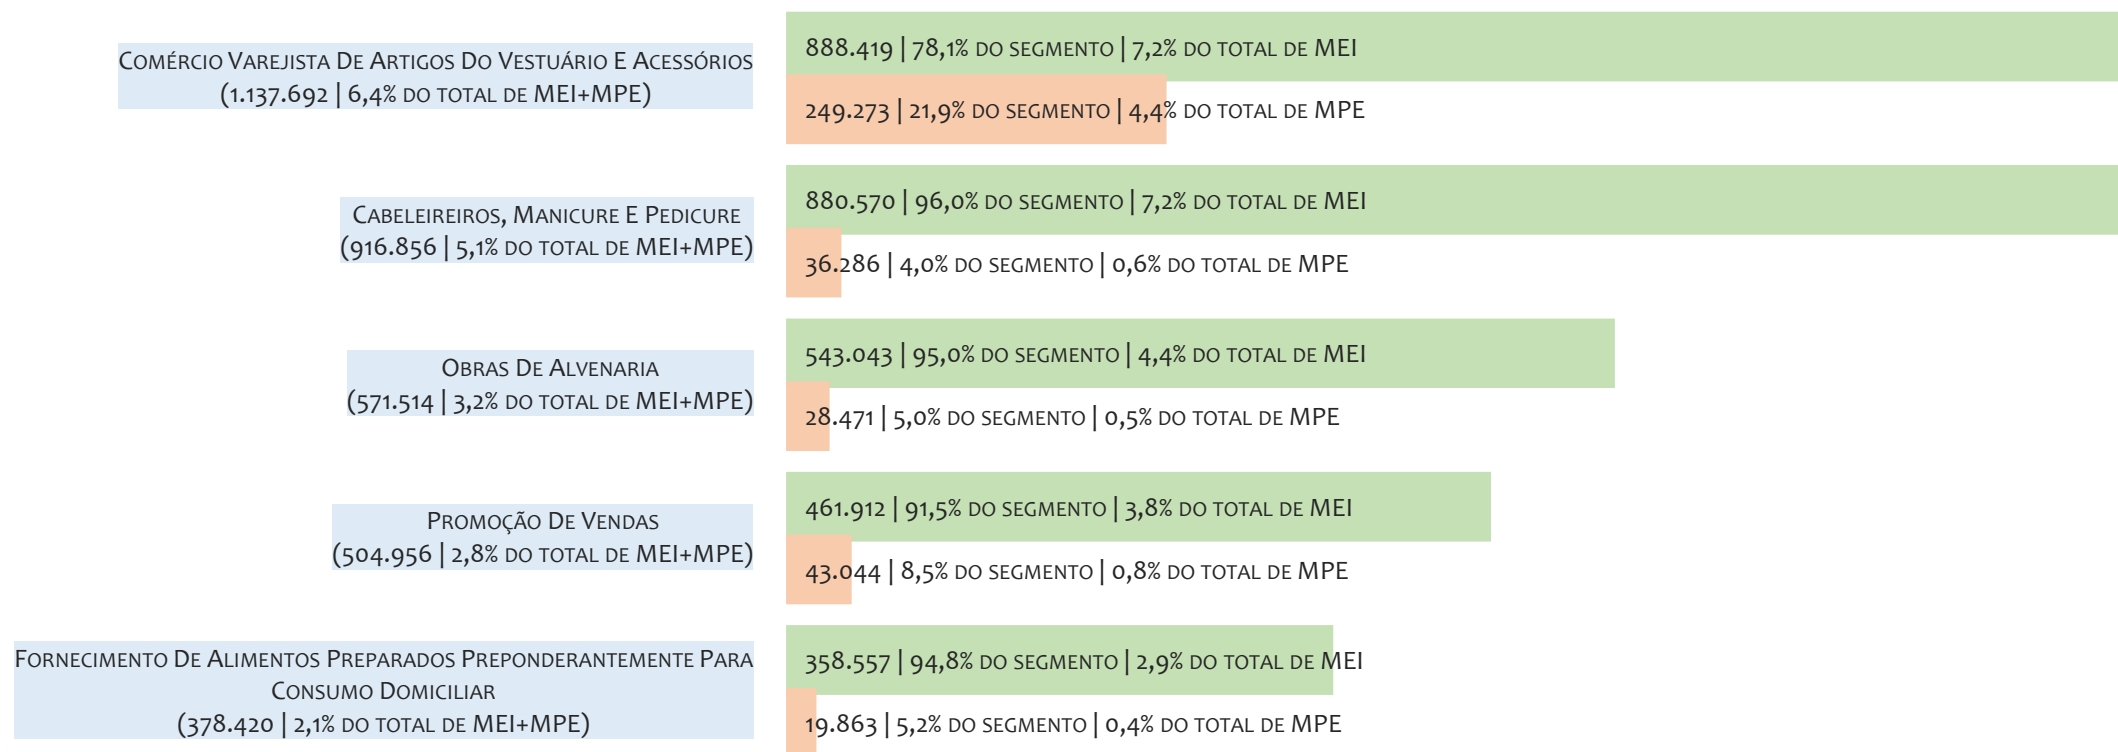 Comércio Varejista De Artigos Do Vestuário E Acessórios
(1.137.692 | 6,4% do total de MEI+MPE)
888.419 | 78,1% do segmento | 7,2% do total de MEI
249.273 | 21,9% do segmento | 4,4% do total de MPE
Cabeleireiros, Manicure E Pedicure
(916.856 | 5,1% do total de MEI+MPE)
880.570 | 96,0% do segmento | 7,2% do total de MEI
36.286 | 4,0% do segmento | 0,6% do total de MPE
Obras De Alvenaria
(571.514 | 3,2% do total de MEI+MPE)
543.043 | 95,0% do segmento | 4,4% do total de MEI
28.471 | 5,0% do segmento | 0,5% do total de MPE
Promoção De Vendas
(504.956 | 2,8% do total de MEI+MPE)
461.912 | 91,5% do segmento | 3,8% do total de MEI
43.044 | 8,5% do segmento | 0,8% do total de MPE
Fornecimento De Alimentos Preparados Preponderantemente Para
Consumo Domiciliar
(378.420 | 2,1% do total de MEI+MPE)
358.557 | 94,8% do segmento | 2,9% do total de MEI
19.863 | 5,2% do segmento | 0,4% do total de MPE